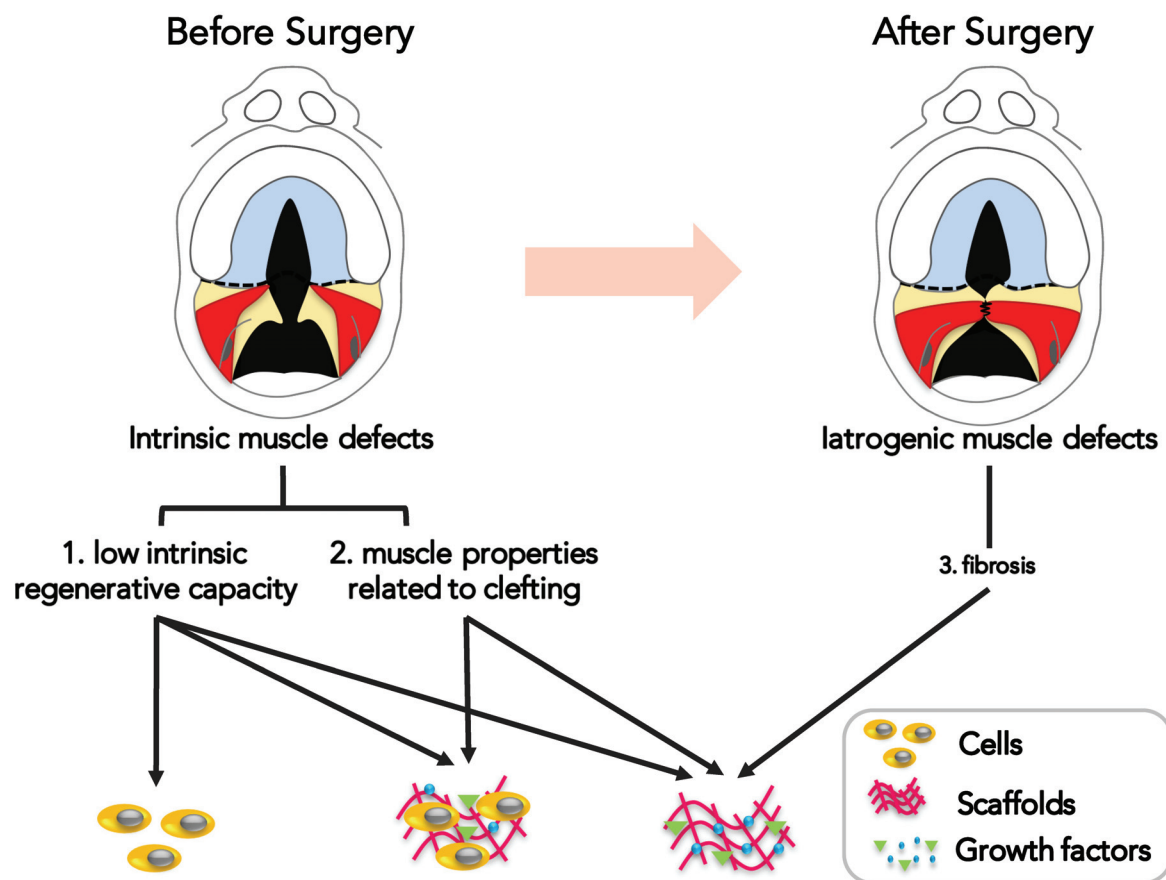 Before Surgery
After Surgery
Intrinsic muscle defects
Iatrogenic muscle defects
1. low intrinsic
regenerative capacity
2. muscle properties
related to clefting
3. fibrosis
Cells
Scaffolds
Growth factors